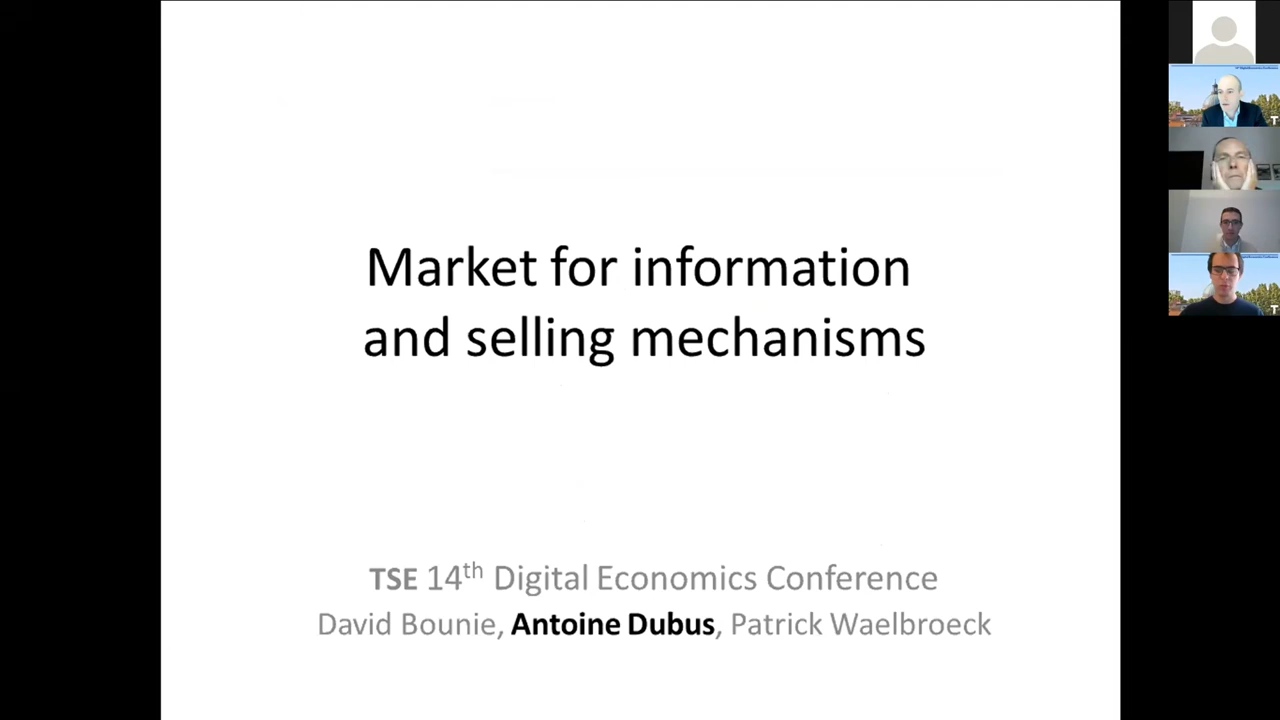 Market for information
and selling mechanisms
TSE 14th Digital Economics Conference
David Bounie, Antoine Dubus, Patrick Waelbroeck